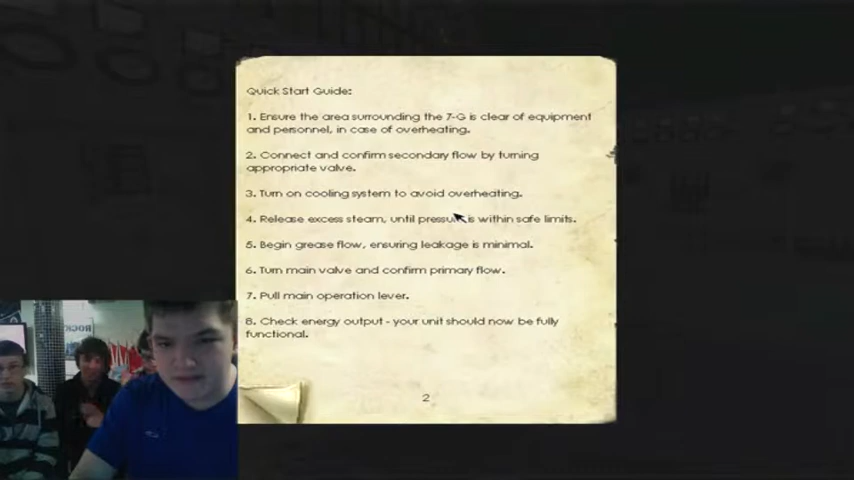 Quick Start Guide:
1. Ensure the area surrounding the 7-G is clear of equipment
and personnel, in case of overheating.
2. Connect and confirm secondary flow by turning
appropriate valve.
3. Turn on cooling system to avoid overheating.
4. Release excess steam, until pressure is within safe limits.
5. Begin grease flow, ensuring leakage is minimal.
6. Turn main valve and confirm primary flow.
7. Pull main operation lever.
8. Check energy output - your unit should now be fully
functional.
2